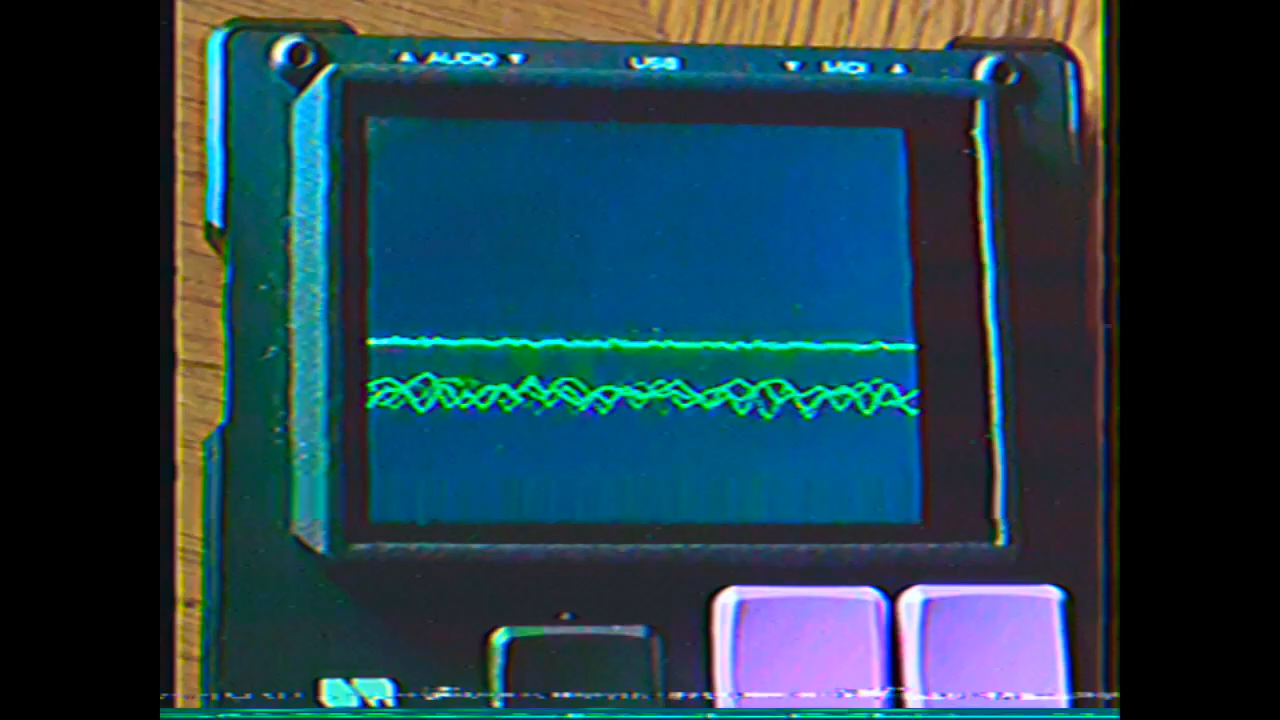 ▲ AUDIO ▼ USB ▼ MIDI ▲